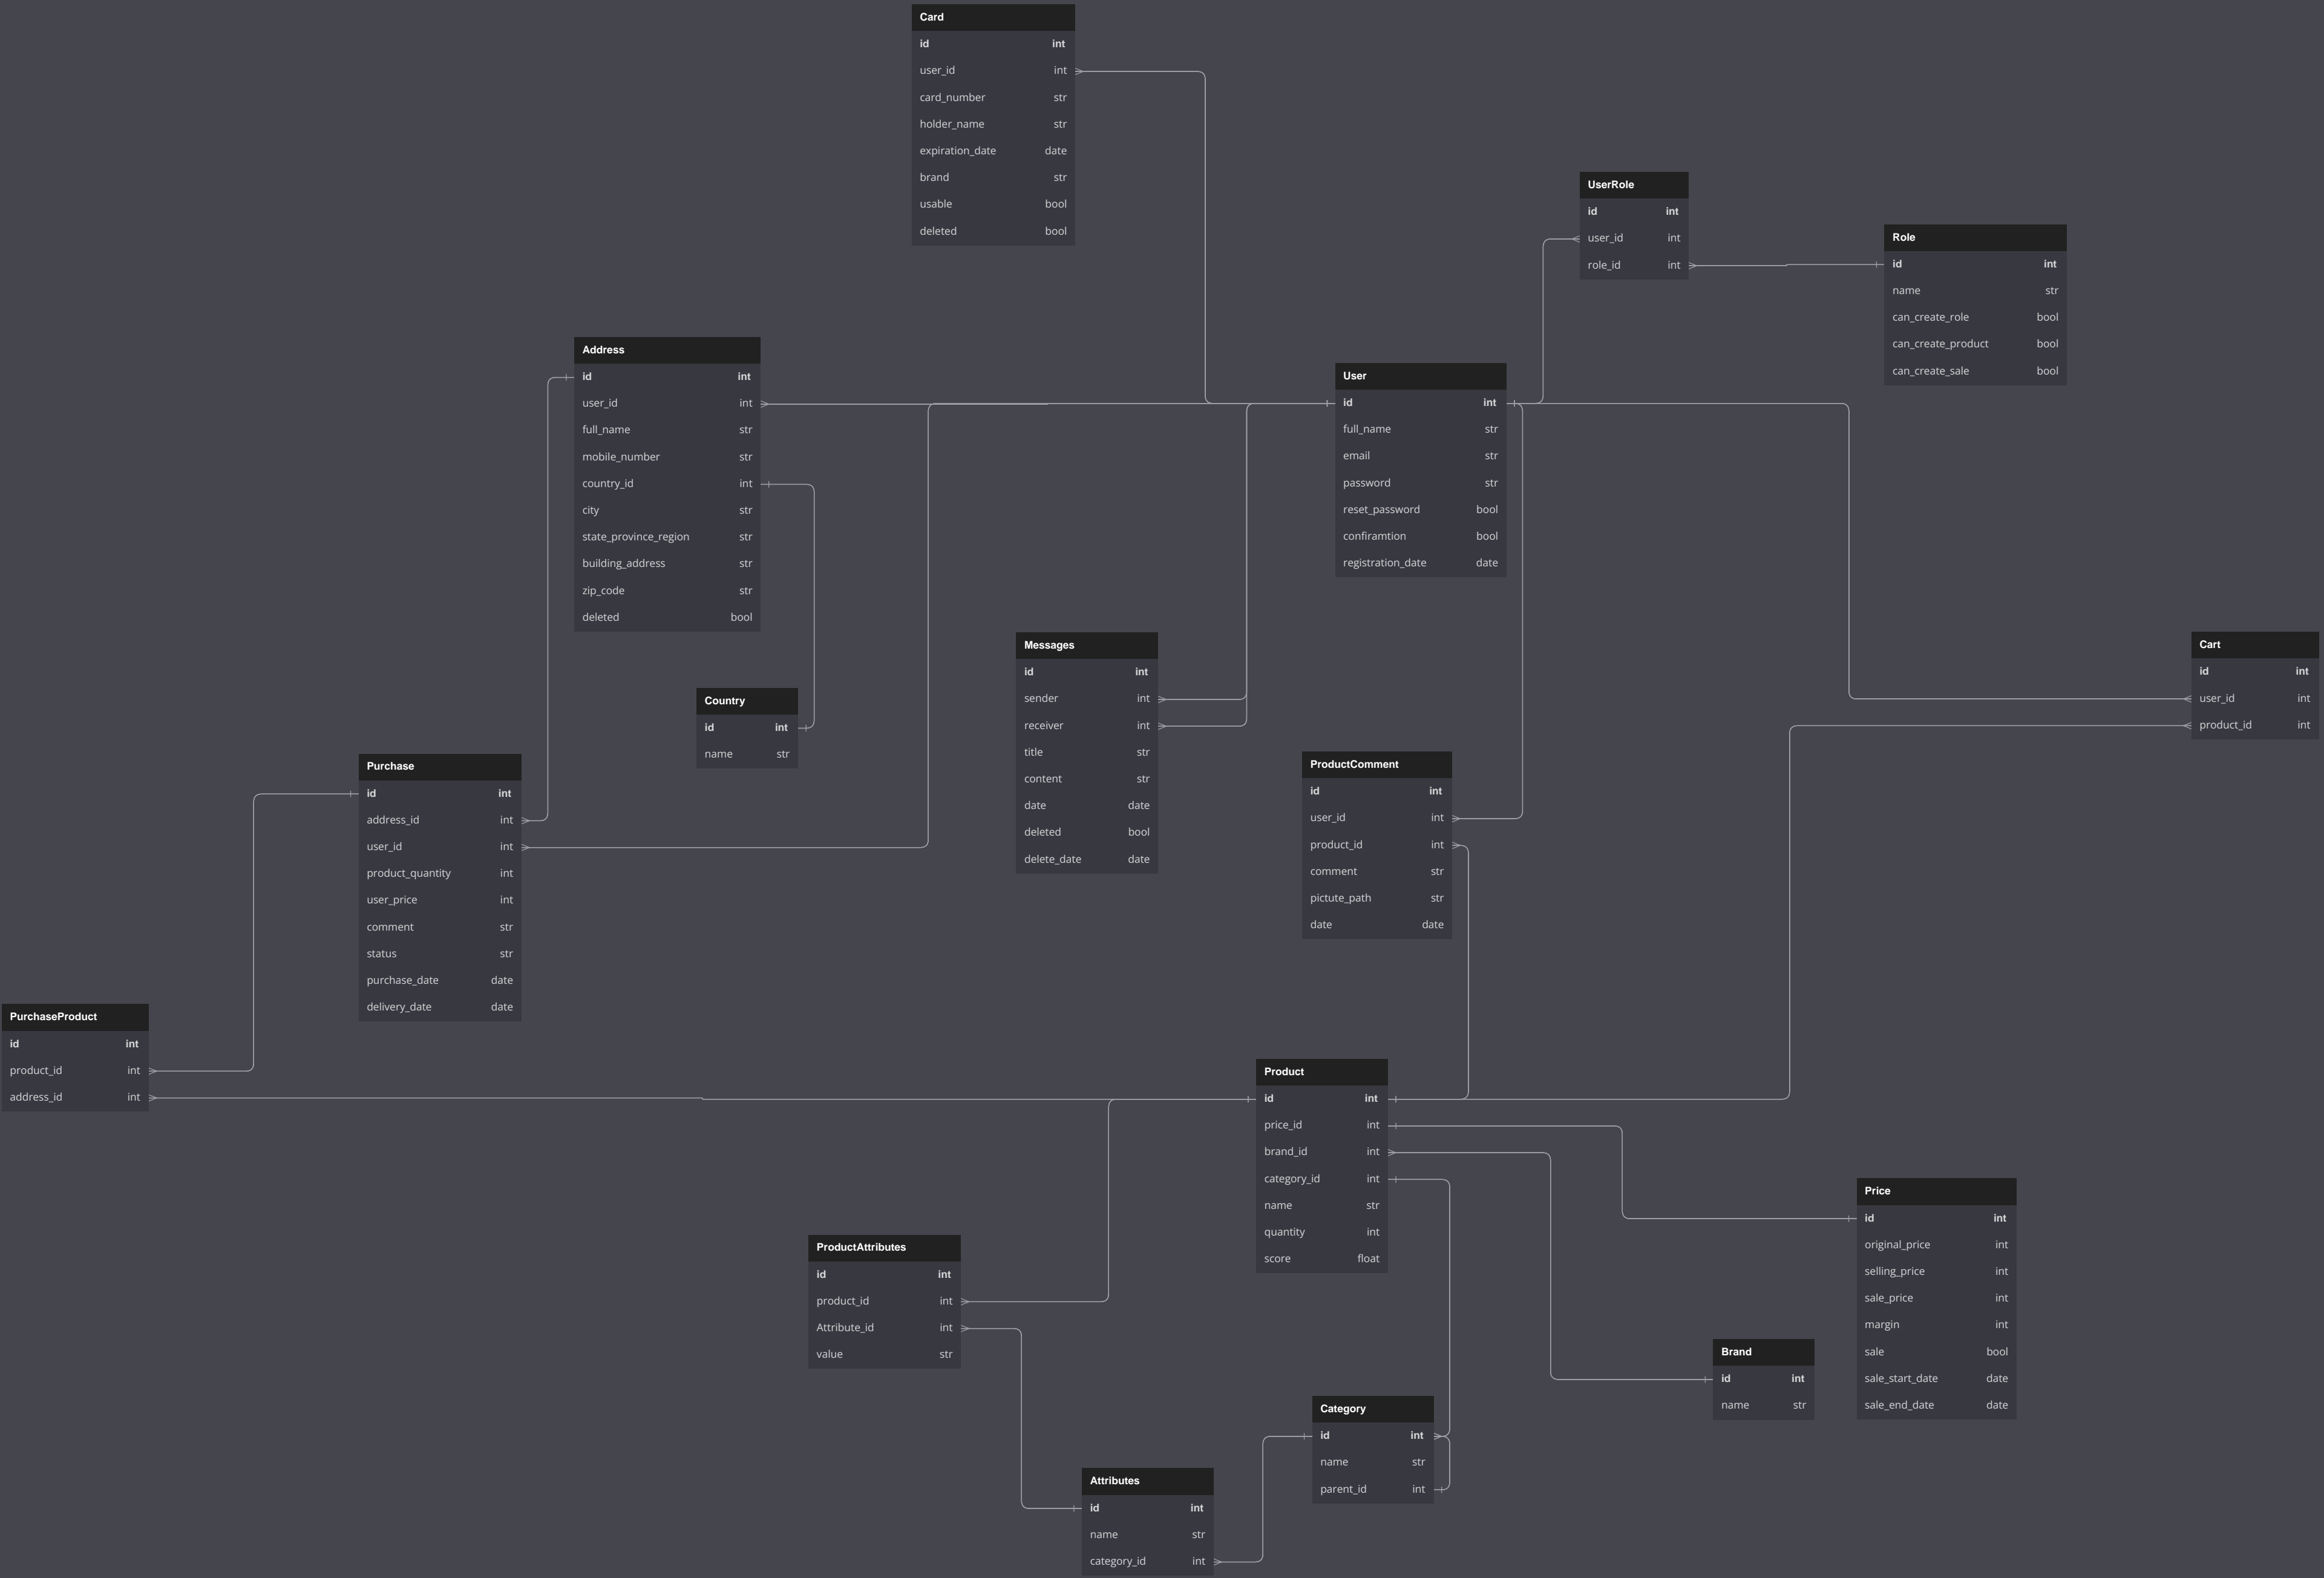 Card
id int
user_id int
card_number str
holder_name str
expiration_date date
brand str
usable bool
deleted bool
UserRole
id int
user_id int
role_id int
Role
id int
name str
can_create_role bool
can_create_product bool
can_create_sale bool
Address
id int
user_id int
full_name str
mobile_number str
country_id int
city str
state_province_region str
building_address str
zip_code str
deleted bool
User
id int
full_name str
email str
password str
reset_password bool
confiramtion bool
registration_date date
Messages
id int
sender int
receiver int
title str
content str
date date
deleted bool
delete_date date
Cart
id int
user_id int
product_id int
Country
id int
name str
Purchase
id int
address_id int
user_id int
product_quantity int
user_price int
comment str
status str
purchase_date date
delivery_date date
ProductComment
id int
user_id int
product_id int
comment str
pictute_path str
date date
PurchaseProduct
id int
product_id int
address_id int
Product
id int
price_id int
brand_id int
category_id int
name str
quantity int
score float
Price
id int
original_price int
selling_price int
sale_price int
margin int
sale bool
sale_start_date date
sale_end_date date
ProductAttributes
id int
product_id int
Attribute_id int
value str
Brand
id int
name str
Category
id int
name str
parent_id int
Attributes
id int
name str
category_id int